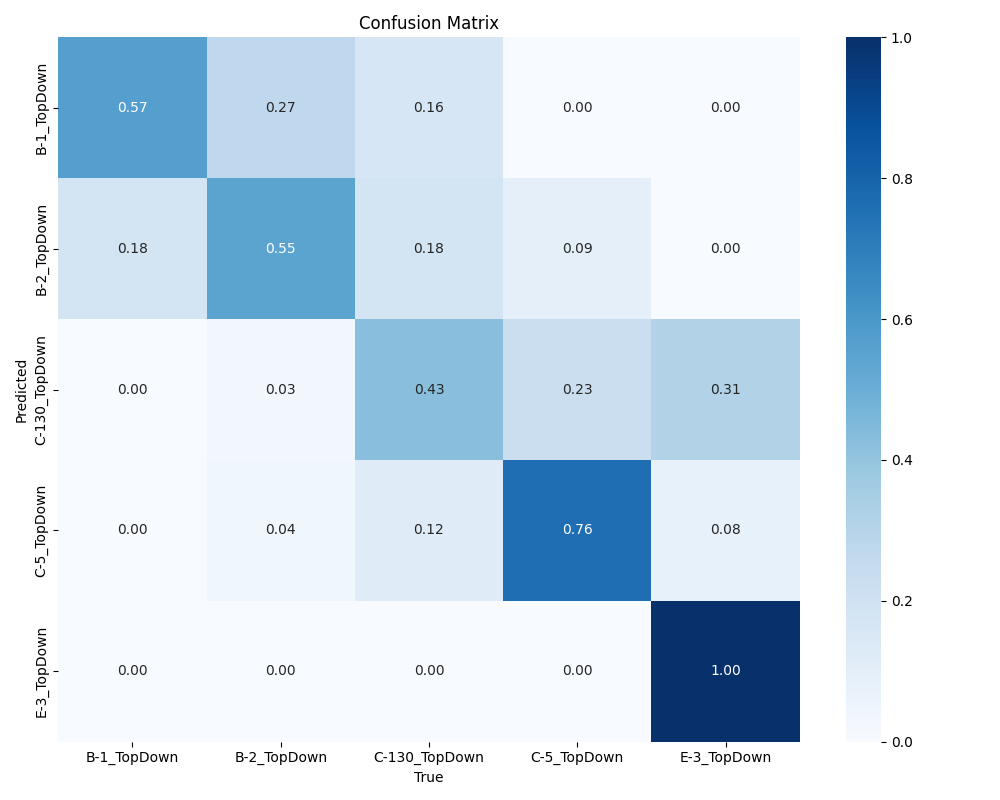 Confusion Matrix
B-1_TopDown
0.57 0.27 0.16 0.00 0.00
B-2_TopDown
0.18 0.55 0.18 0.09 0.00
C-130_TopDown
0.00 0.03 0.43 0.23 0.31
C-5_TopDown
0.00 0.04 0.12 0.76 0.08
E-3_TopDown
0.00 0.00 0.00 0.00 1.00
Predicted
B-1_TopDown B-2_TopDown C-130_TopDown C-5_TopDown E-3_TopDown
True
1.0
0.8
0.6
0.4
0.2
0.0